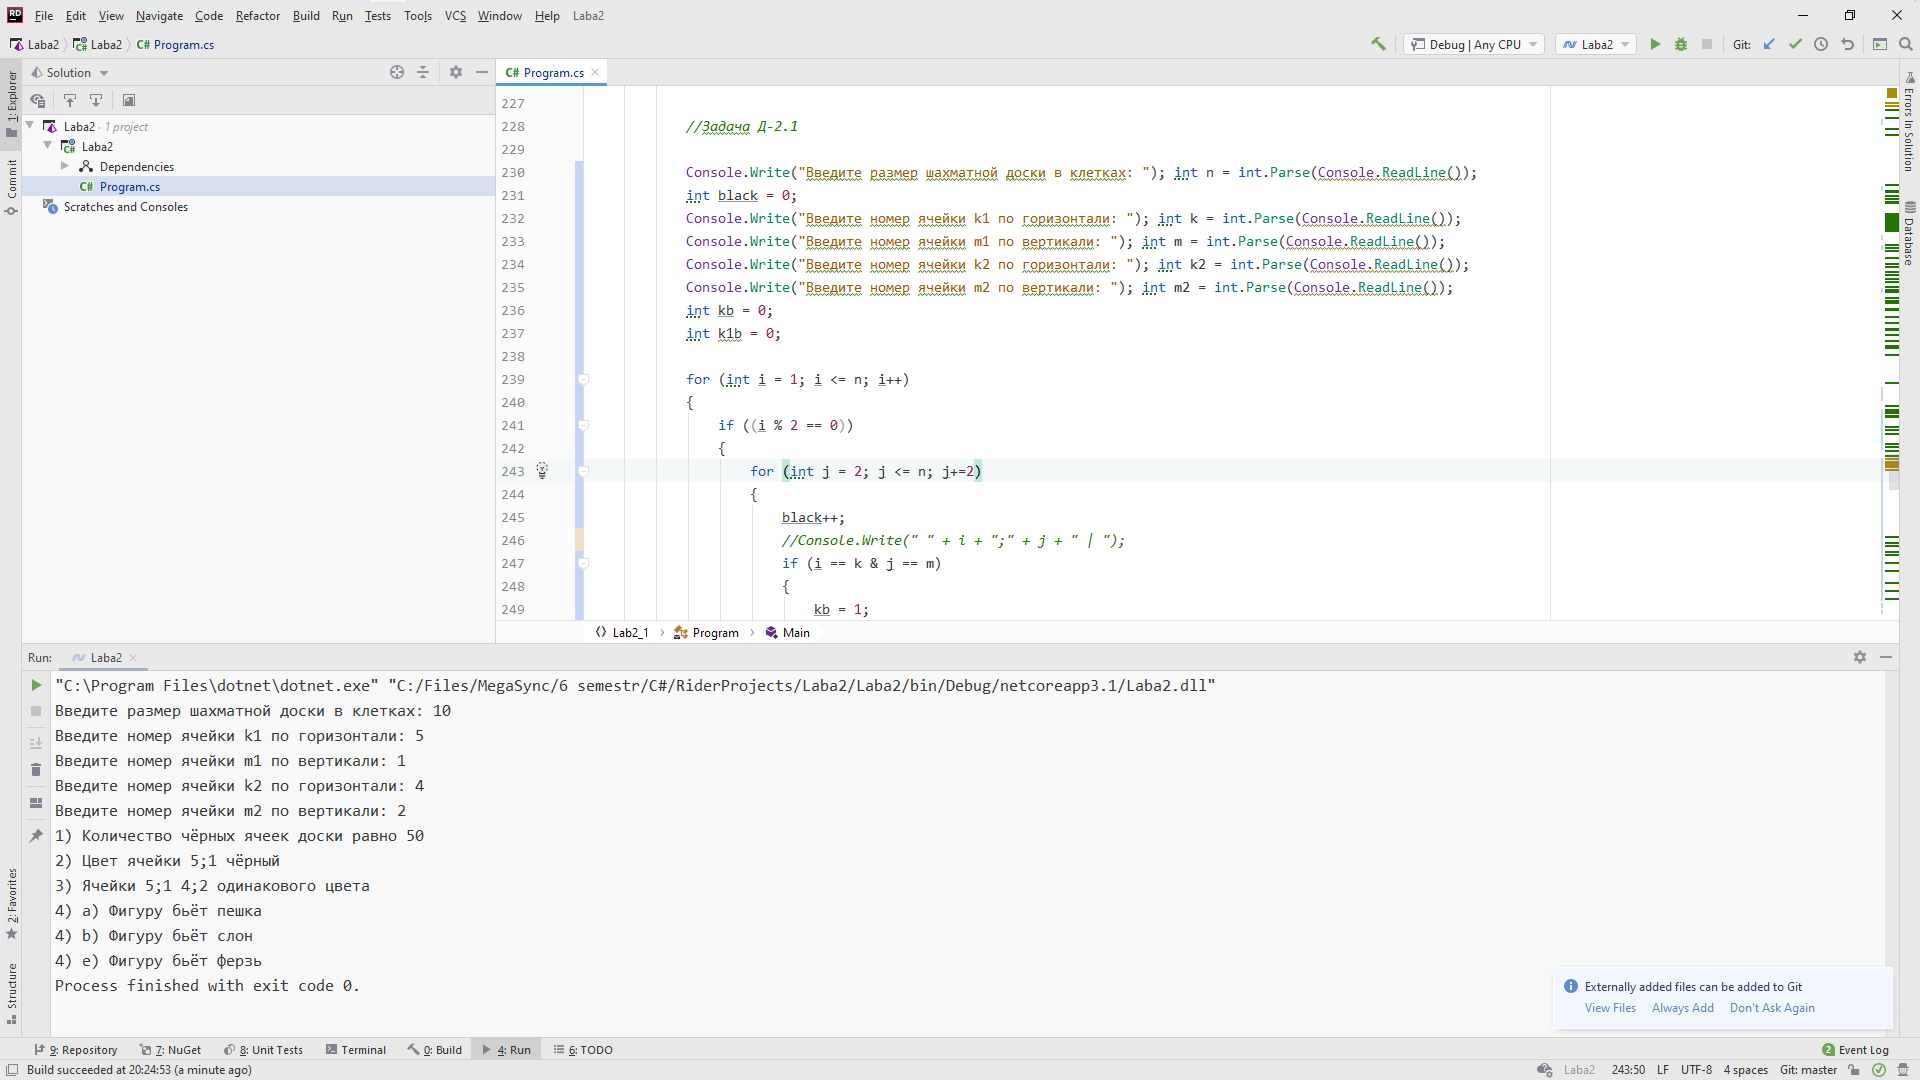 File Edit View Navigate Code Refactor Build Run Tests Tools VCS Window Help Laba2
Laba2 Laba2 C# Program.cs
Debug | Any CPU Laba2 Git:
Solution
C# Program.cs
1: Explorer
Commit
Laba2 · 1 project
Laba2
Dependencies
C# Program.cs
Scratches and Consoles
227
228 //Задача Д-2.1
229
230 Console.Write("Введите размер шахматной доски в клетках: "); int n = int.Parse(Console.ReadLine());
231 int black = 0;
232 Console.Write("Введите номер ячейки k1 по горизонтали: "); int k = int.Parse(Console.ReadLine());
233 Console.Write("Введите номер ячейки m1 по вертикали: "); int m = int.Parse(Console.ReadLine());
234 Console.Write("Введите номер ячейки k2 по горизонтали: "); int k2 = int.Parse(Console.ReadLine());
235 Console.Write("Введите номер ячейки m2 по вертикали: "); int m2 = int.Parse(Console.ReadLine());
236 int kb = 0;
237 int k1b = 0;
238
239 for (int i = 1; i <= n; i++)
240 {
241 if ((i % 2 == 0))
242 {
243 for (int j = 2; j <= n; j+=2)
244 {
245 black++;
246 //Console.Write(" " + i + ";" + j + " | ");
247 if (i == k & j == m)
248 {
249 kb = 1;
Errors In Solution
Database
Lab2_1 Program Main
Run: Laba2
"C:\Program Files\dotnet\dotnet.exe" "C:/Files/MegaSync/6 semestr/C#/RiderProjects/Laba2/Laba2/bin/Debug/netcoreapp3.1/Laba2.dll"
Введите размер шахматной доски в клетках: 10
Введите номер ячейки k1 по горизонтали: 5
Введите номер ячейки m1 по вертикали: 1
Введите номер ячейки k2 по горизонтали: 4
Введите номер ячейки m2 по вертикали: 2
1) Количество чёрных ячеек доски равно 50
2) Цвет ячейки 5;1 чёрный
3) Ячейки 5;1 4;2 одинакового цвета
4) a) Фигуру бьёт пешка
4) b) Фигуру бьёт слон
4) e) Фигуру бьёт ферзь
Process finished with exit code 0.
2: Favorites
Structure
Externally added files can be added to Git
View Files Always Add Don't Ask Again
9: Repository 7: NuGet 8: Unit Tests Terminal 0: Build 4: Run 6: TODO 2 Event Log
Build succeeded at 20:24:53 (a minute ago) Laba2 243:50 LF UTF-8 4 spaces Git: master